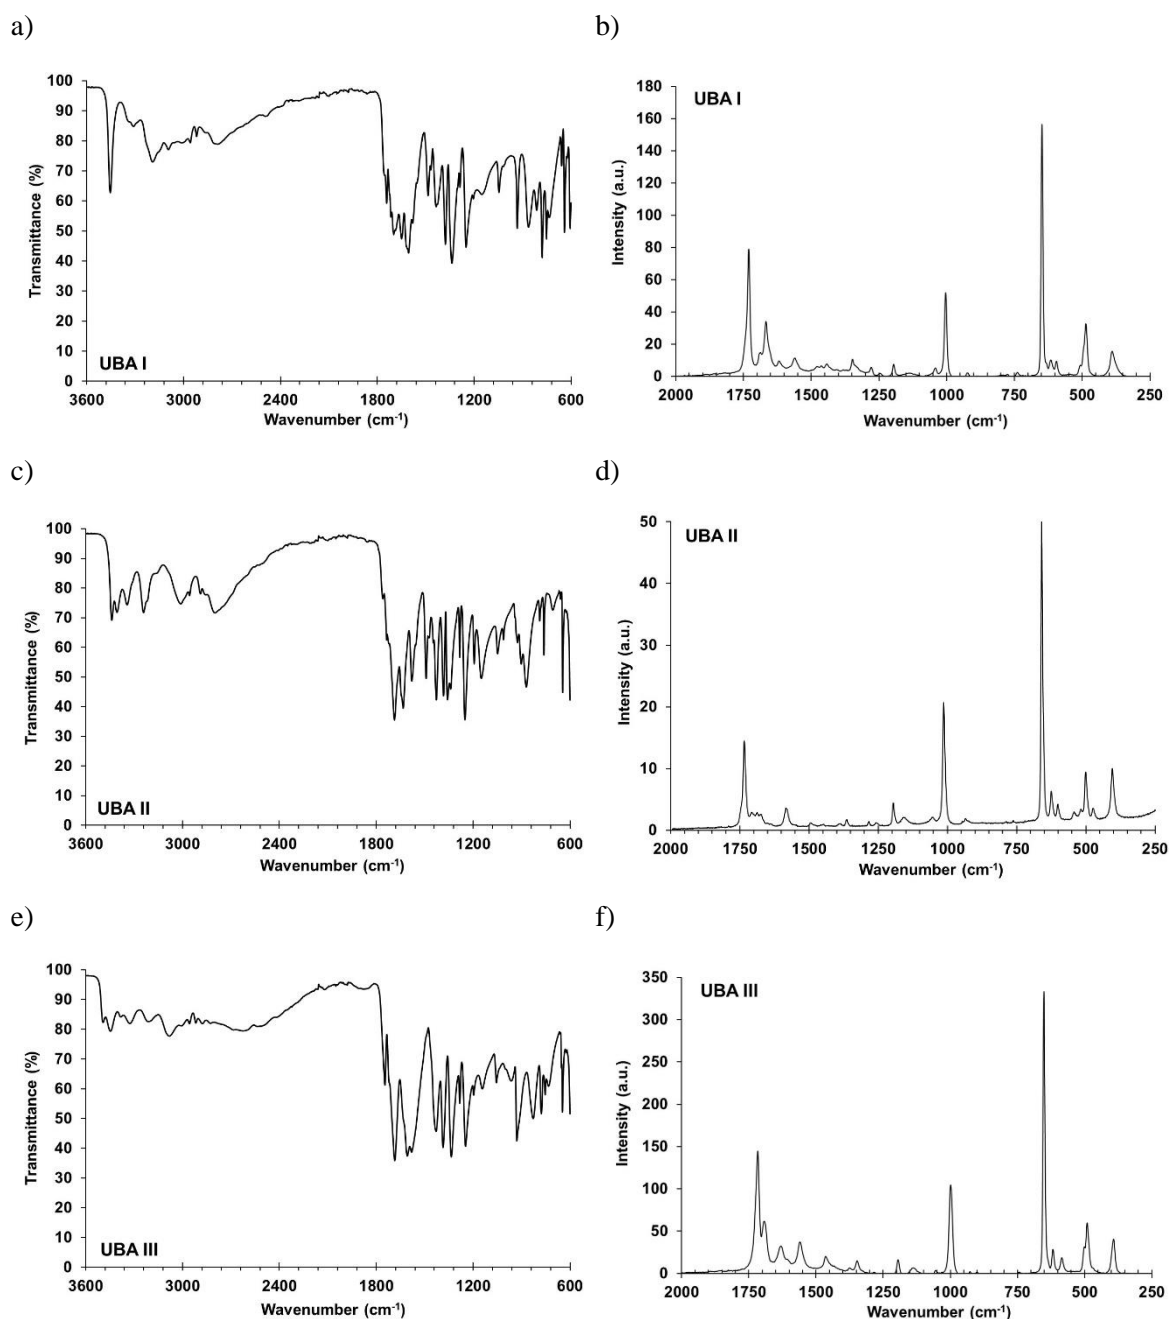 a)
Transmittance (%)
100
90
80
70
60
50
40
30
20
10
0
UBA I
3600 3000 2400 1800 1200 600
Wavenumber (cm-1)
b)
UBA I
Intensity (a.u.)
180
160
140
120
100
80
60
40
20
0
2000 1750 1500 1250 1000 750 500 250
Wavenumber (cm-1)
c)
Transmittance (%)
100
90
80
70
60
50
40
30
20
10
0
UBA II
3600 3000 2400 1800 1200 600
Wavenumber (cm-1)
d)
UBA II
Intensity (a.u.)
50
40
30
20
10
0
2000 1750 1500 1250 1000 750 500 250
Wavenumber (cm-1)
e)
Transmittance (%)
100
90
80
70
60
50
40
30
20
10
0
UBA III
3600 3000 2400 1800 1200 600
Wavenumber (cm-1)
f)
UBA III
Intensity (a.u.)
350
300
250
200
150
100
50
0
2000 1750 1500 1250 1000 750 500 250
Wavenumber (cm-1)